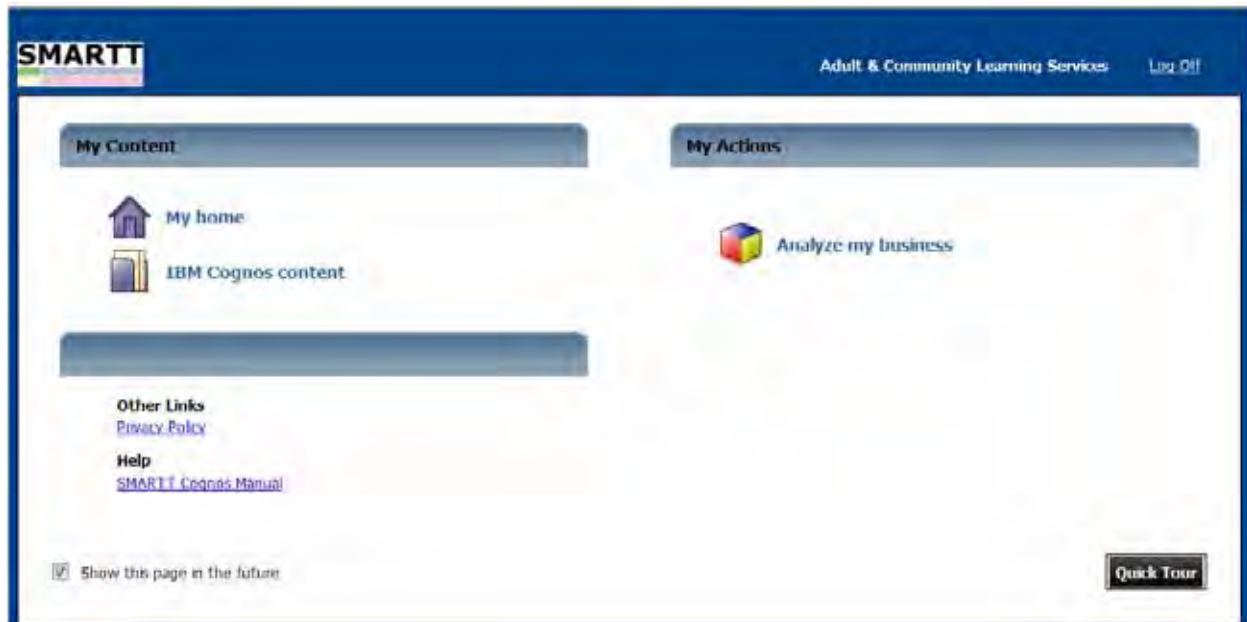 SMARTT
Adult & Community Learning Services Log Off
My Content
My home
IBM Cognos content
My Actions
Analyze my business
Other Links
Privacy Policy
Help
SMARTT Cognos Manual
Show this page in the future
Quick Tour